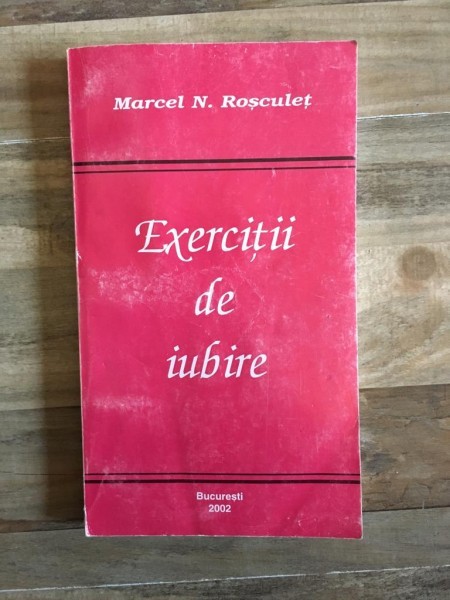 Marcel N. Roșculeț
Exerciții
de
iubire
București
2002